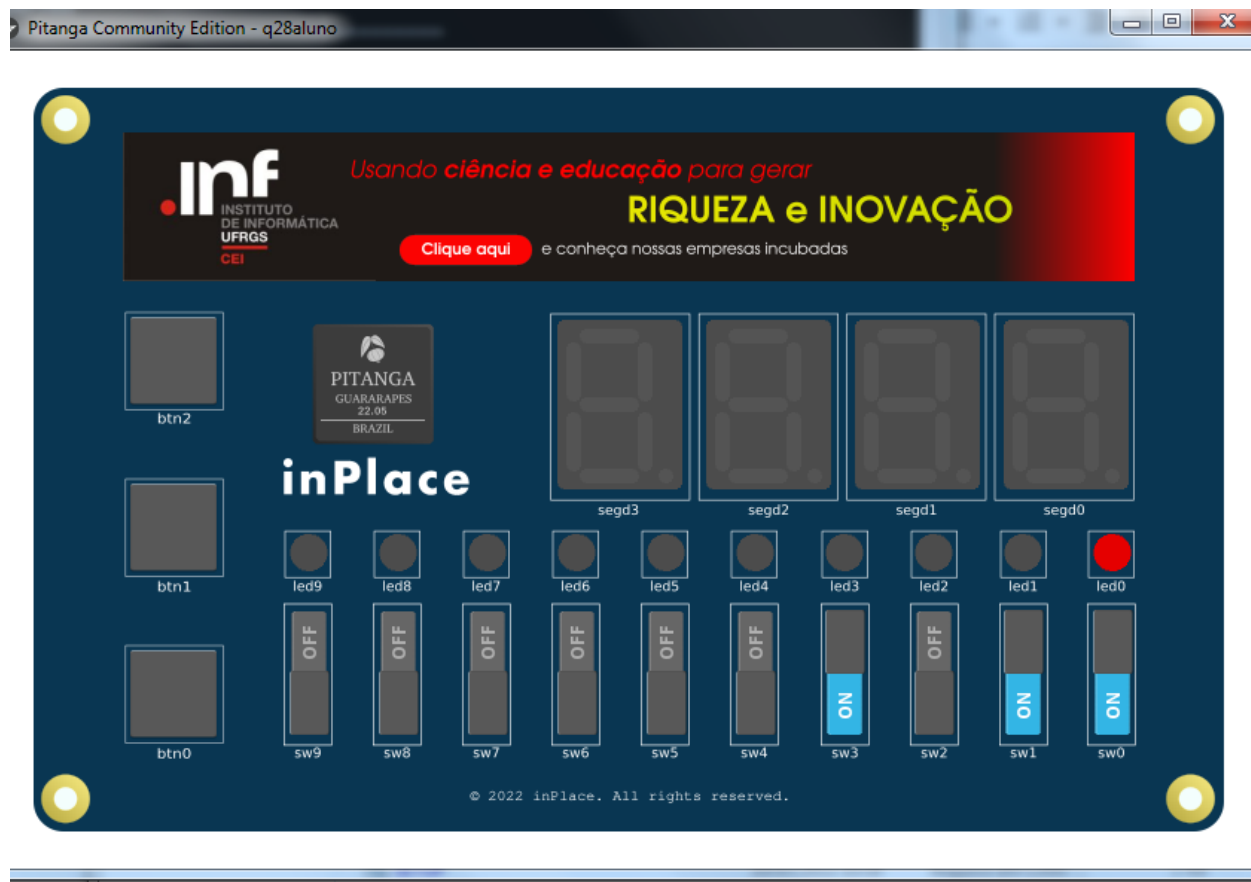 Pitanga Community Edition - q28aluno
.inf
INSTITUTO
DE INFORMÁTICA
UFRGS
CEI
Usando ciência e educação para gerar
RIQUEZA e INOVAÇÃO
Clique aqui e conheça nossas empresas incubadas
btn2
PITANGA
GUARARAPES
22.05
BRAZIL
inPlace
segd3 segd2 segd1 segd0
btn1
led9 led8 led7 led6 led5 led4 led3 led2 led1 led0
OFF OFF OFF OFF OFF OFF ON OFF ON ON
btn0
sw9 sw8 sw7 sw6 sw5 sw4 sw3 sw2 sw1 sw0
© 2022 inPlace. All rights reserved.